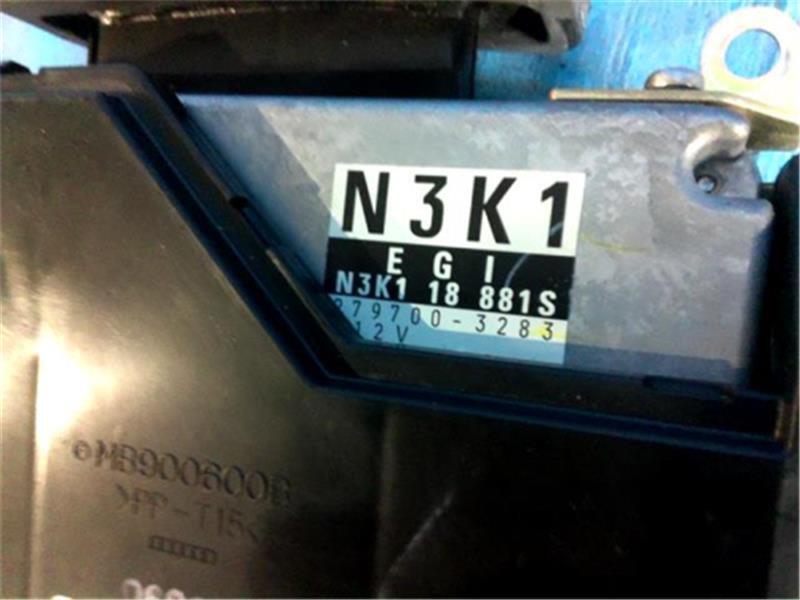 N3K1
E G I
N3K1 18 881S
279700-3283
12V
MB900600B
>PP-T15<